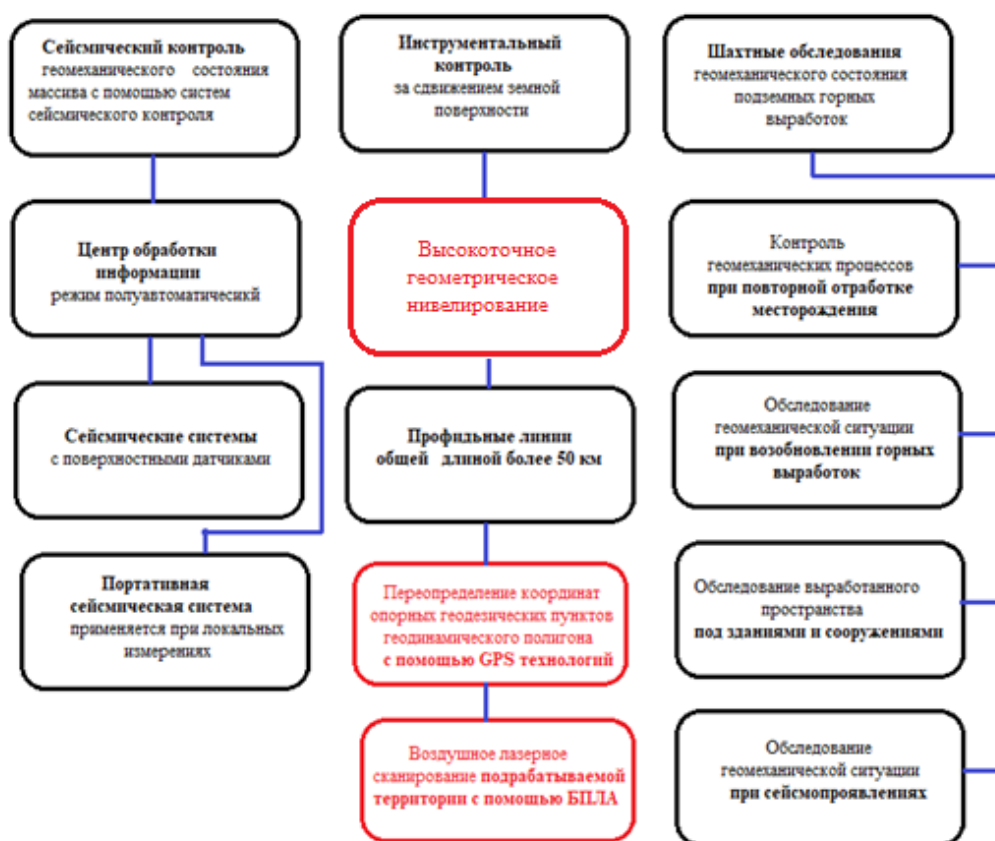 Сейсмический контроль
геомеханического состояния
массива с помощью систем
сейсмического контроля
Центр обработки
информации
режим полуавтоматичесикй
Сейсмические системы
с поверхностными датчиками
Портативная
сейсмическая система
применяется при локальных
измерениях
Инструментальный
контроль
за сдвижением земной
поверхности
Высокоточное
геометрическое
нивелирование
Профильные линии
общей длиной более 50 км
Переопределение координат
опорных геодезических пунктов
геодинамического полигона
с помощью GPS технологий
Воздушное лазерное
сканирование подрабатываемой
территории с помощью БПЛА
Шахтные обследования
геомеханического состояния
подземных горных
выработок
Контроль
геомеханических процессов
при повторной отработке
месторождения
Обследование
геомеханической ситуации
при возобновлении горных
выработок
Обследование выработанного
пространства
под зданиями и сооружениями
Обследование
геомеханической ситуации
при сейсмопроявлениях